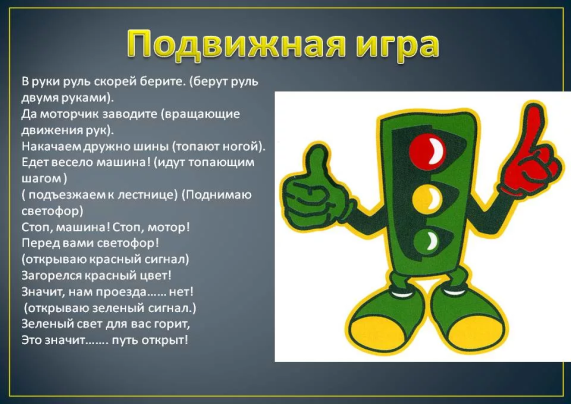 Подвижная игра
В руки руль скорей берите. (берут руль
двумя руками).
Да моторчик заводите (вращающие
движения рук).
Накачаем дружно шины (топают ногой).
Едет весело машина! (идут топающим
шагом )
( подъезжаем к лестнице) (Поднимаю
светофор)
Стоп, машина! Стоп, мотор!
Перед вами светофор!
(открываю красный сигнал)
Загорелся красный цвет!
Значит, нам проезда…… нет!
(открываю зеленый сигнал.)
Зеленый свет для вас горит,
Это значит……. путь открыт!